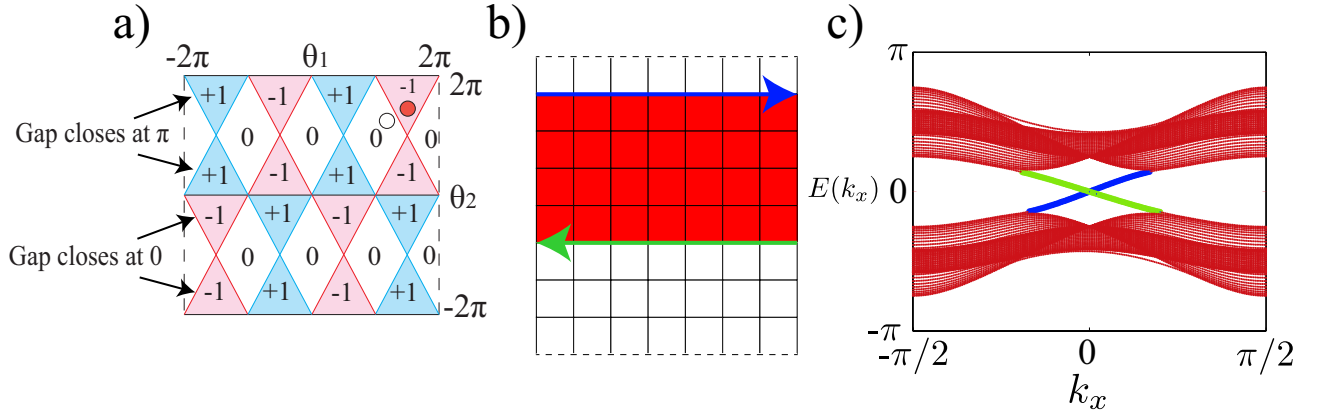 a)
-2π θ₁ 2π
2π
+1 -1 +1 -1
Gap closes at π
0 0 0 0
+1 -1 +1 -1
θ₂
-1 +1 -1 +1
Gap closes at 0
0 0 0 0
-1 +1 -1 +1
-2π
b)
c)
π
E(kₓ) 0
-π
-π/2 0 π/2
kₓ